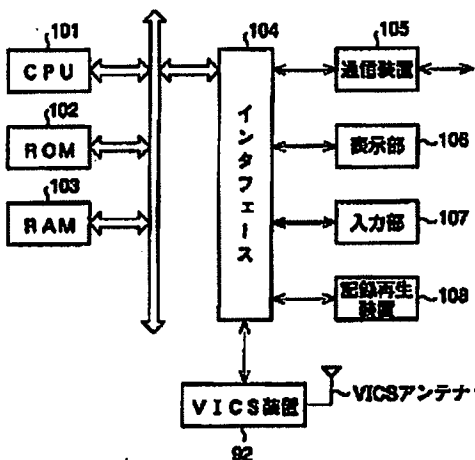 101
CPU
102
ROM
103
RAM
104
インタフェース
105
通信装置
表示部
106
入力部
107
記録再生
装置
108
VICS装置
92
VICSアンテナ